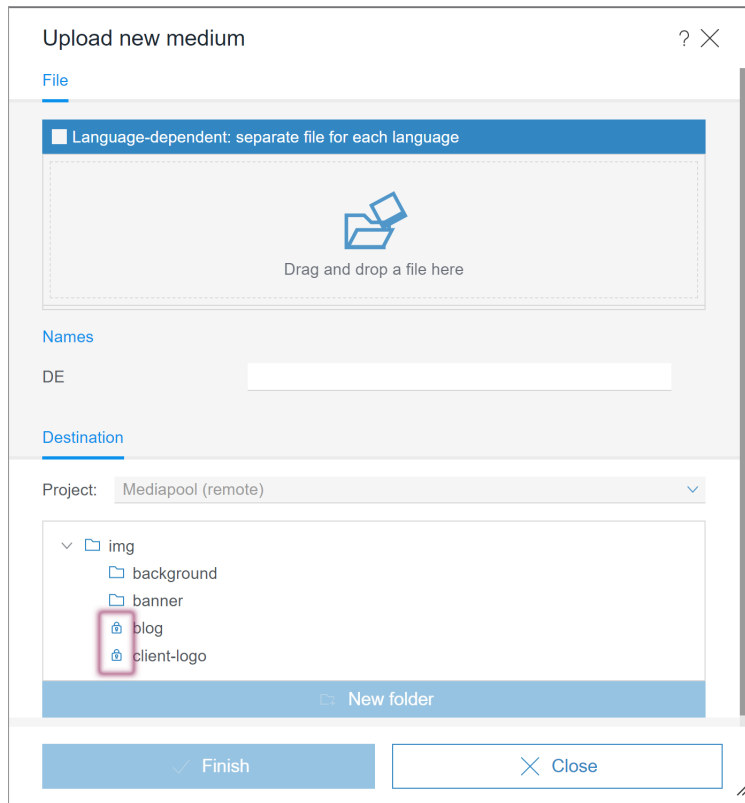 Upload new medium ?
File
Language-dependent: separate file for each language
Drag and drop a file here
Names
DE
Destination
Project: Mediapool (remote)
img
background
banner
blog
client-logo
New folder
Finish Close